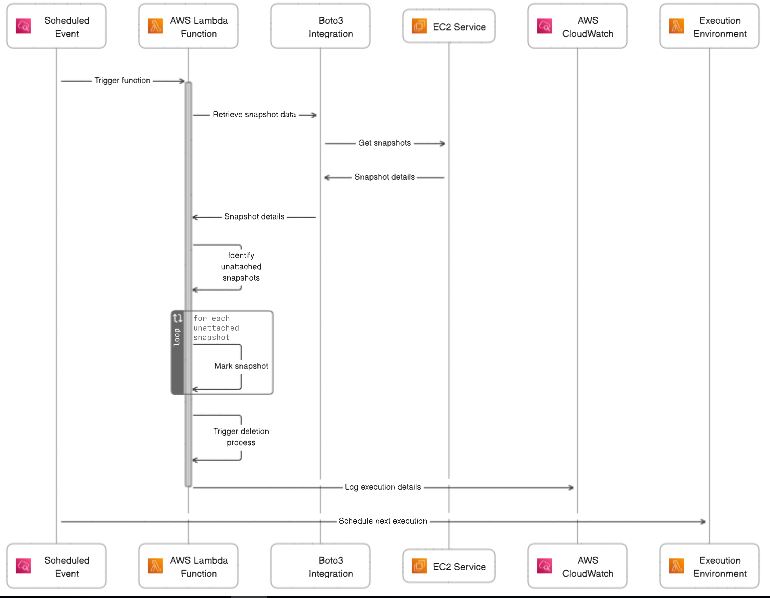 Scheduled
Event
AWS Lambda
Function
Boto3
Integration
EC2 Service
AWS
CloudWatch
Execution
Environment
Trigger function
Retrieve snapshot data
Get snapshots
Snapshot details
Snapshot details
Identify
unattached
snapshots
loop
for each
unattached
snapshot
Mark snapshot
Trigger deletion
process
Log execution details
Schedule next execution
Scheduled
Event
AWS Lambda
Function
Boto3
Integration
EC2 Service
AWS
CloudWatch
Execution
Environment